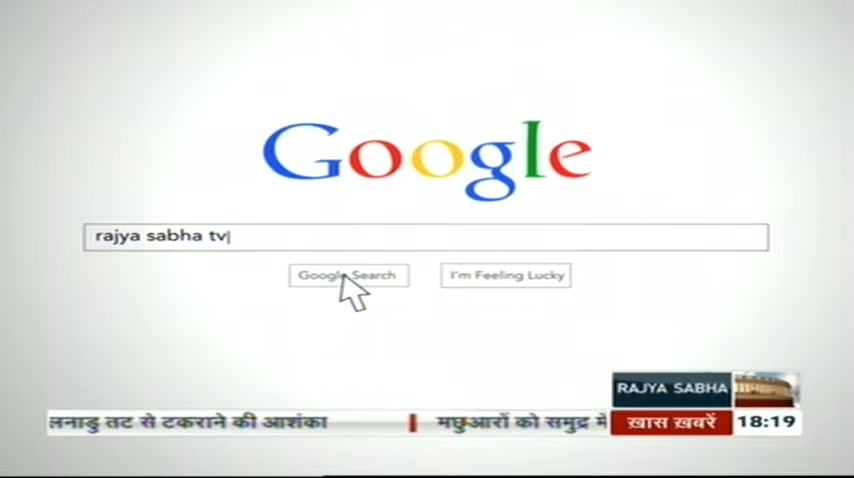 Google
rajya sabha tv
Google Search
I'm Feeling Lucky
RAJYA SABHA
तट से टकराने की आशंका | मछुआरों को समुद्र में
ख़ास ख़बरें
18:19